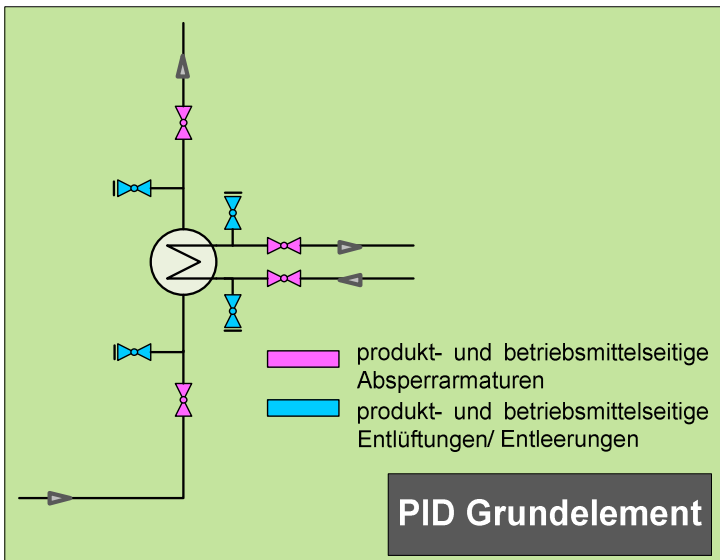 produkt- und betriebsmittelseitige
Absperrarmaturen
produkt- und betriebsmittelseitige
Entlüftungen/ Entleerungen
PID Grundelement